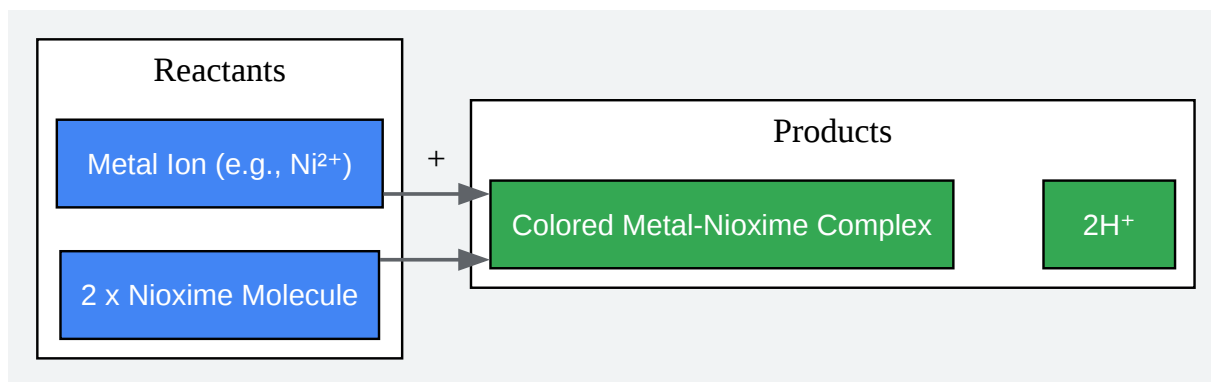 Reactants
Metal Ion (e.g., Ni²⁺)
2 x Nioxime Molecule
+
Products
Colored Metal-Nioxime Complex
2H⁺